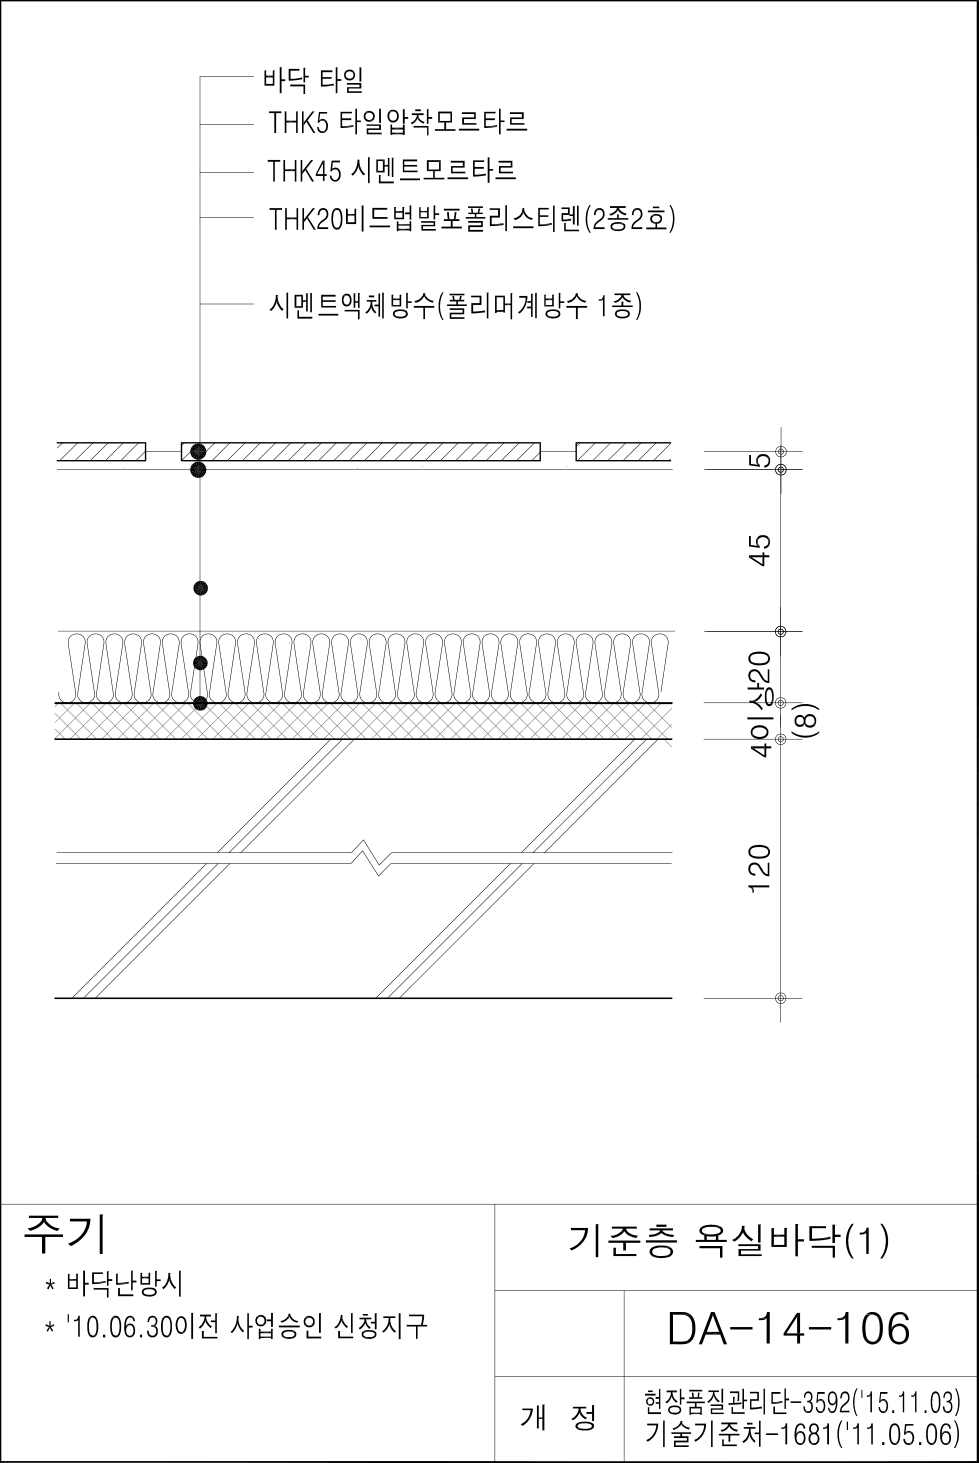 바닥 타일
THK5 타일압착모르타르
THK45 시멘트모르타르
THK20비드법발포폴리스티렌(2종2호)
시멘트액체방수(폴리머계방수 1종)
5
45
20
4이상
(8)
120
주기
* 바닥난방시
* '10.06.30이전 사업승인 신청지구
기준층 욕실바닥(1)
DA-14-106
개 정
현장품질관리단-3592('15.11.03)
기술기준처-1681('11.05.06)